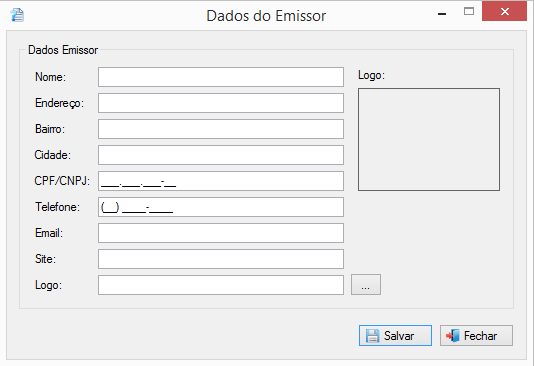 Dados do Emissor
Dados Emissor
Nome:
Logo:
Endereço:
Bairro:
Cidade:
CPF/CNPJ: ___.___.___-__
Telefone: (__) ____-____
Email:
Site:
Logo: ...
Salvar Fechar